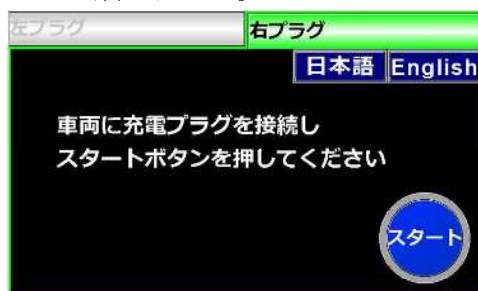 左プラグ
右プラグ
日本語 English
車両に充電プラグを接続し
スタートボタンを押してください
スタート